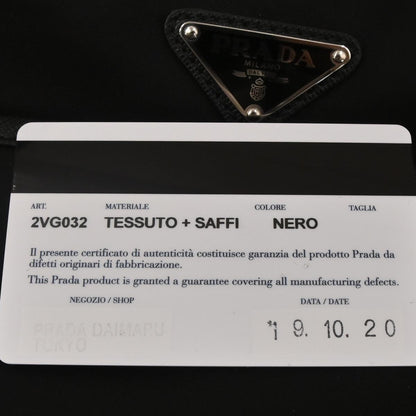 PRADA
MILANO
ART. MATERIALE COLORE TAGLIA
2VG032 TESSUTO + SAFFI NERO
Il presente certificato di autenticità costituisce garanzia del prodotto Prada da
difetti originari di fabbricazione.
This Prada product is granted a guarantee covering all manufacturing defects.
NEGOZIO / SHOP DATA / DATE
PRADA DAIMARU
TOKYO
19.10.20